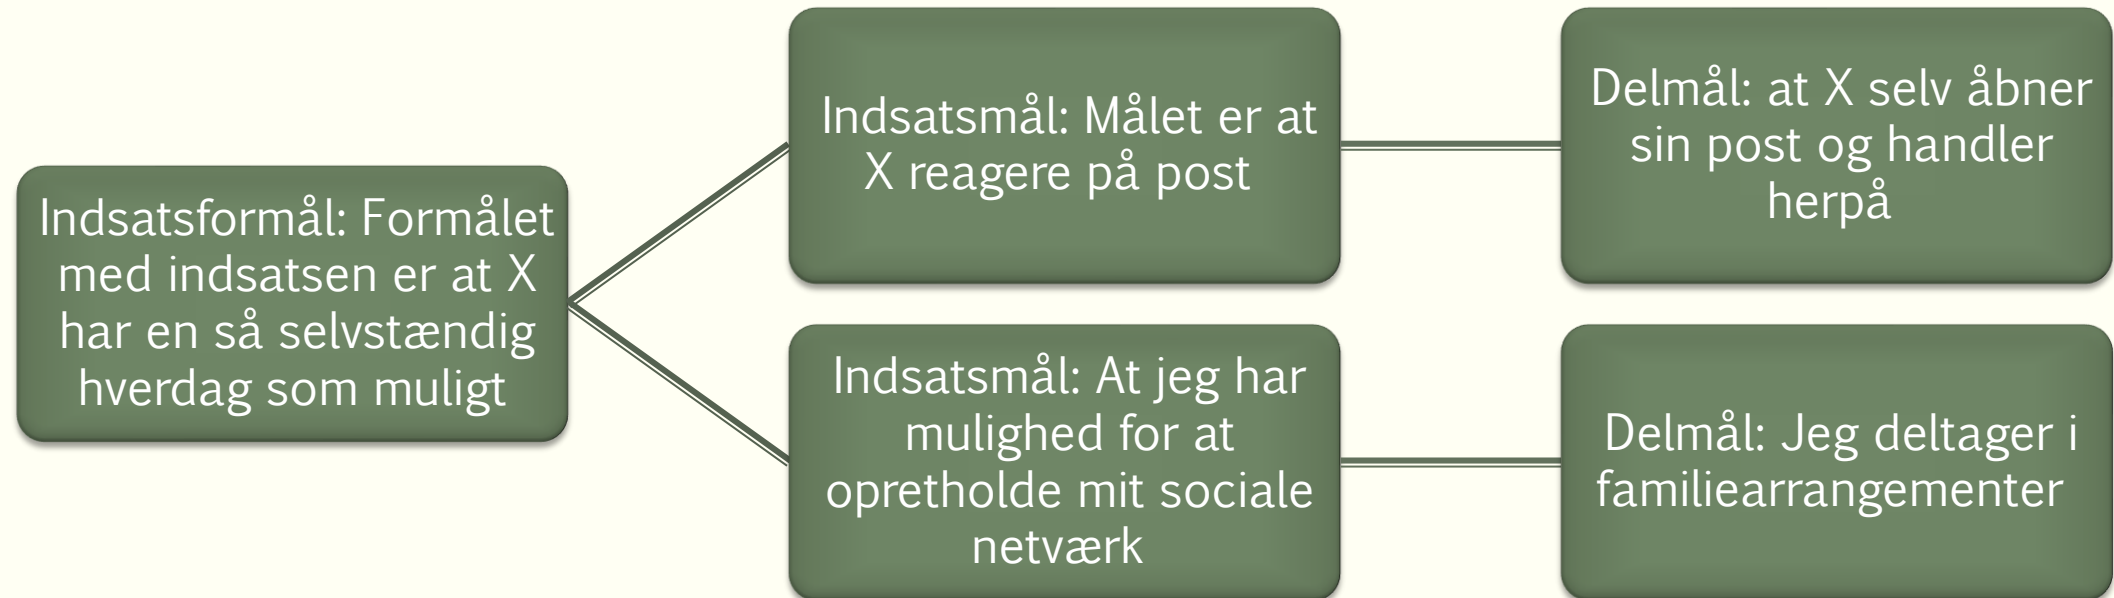 Indsatsformål: Formålet
med indsatsen er at X
har en så selvstændig
hverdag som muligt
Indsatsmål: Målet er at
X reagere på post
Delmål: at X selv åbner
sin post og handler
herpå
Indsatsmål: At jeg har
mulighed for at
opretholde mit sociale
netværk
Delmål: Jeg deltager i
familiearrangementer